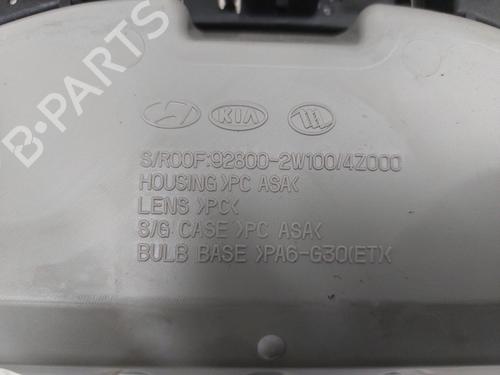 KIA
S/ROOF:92800-2W100/4Z000
HOUSING >PC ASA<
LENS >PC<
S/G CASE >PC ASA<
BULB BASE >PA6-G30(ET)<
B-PARTS